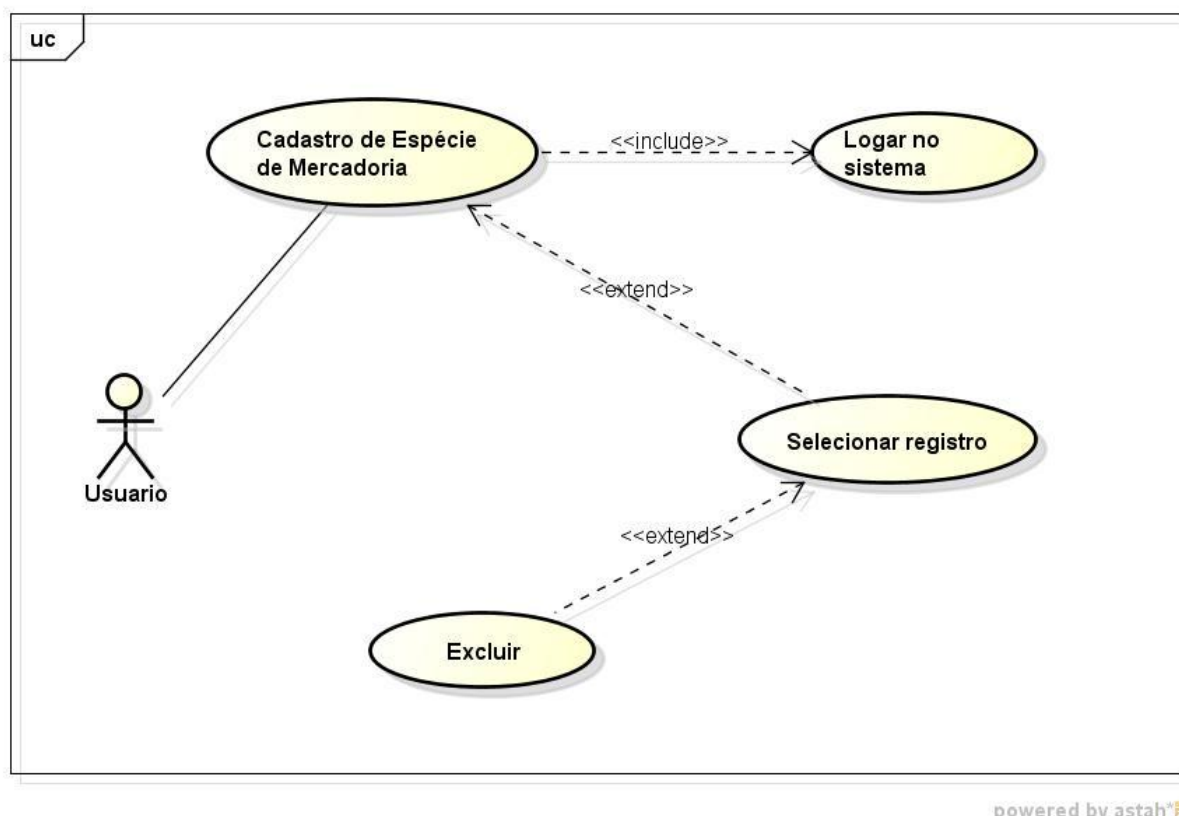 uc
Cadastro de Espécie
de Mercadoria
<<include>>
Logar no
sistema
<<extend>>
Selecionar registro
Usuario
<<extend>>
Excluir
powered by astah*